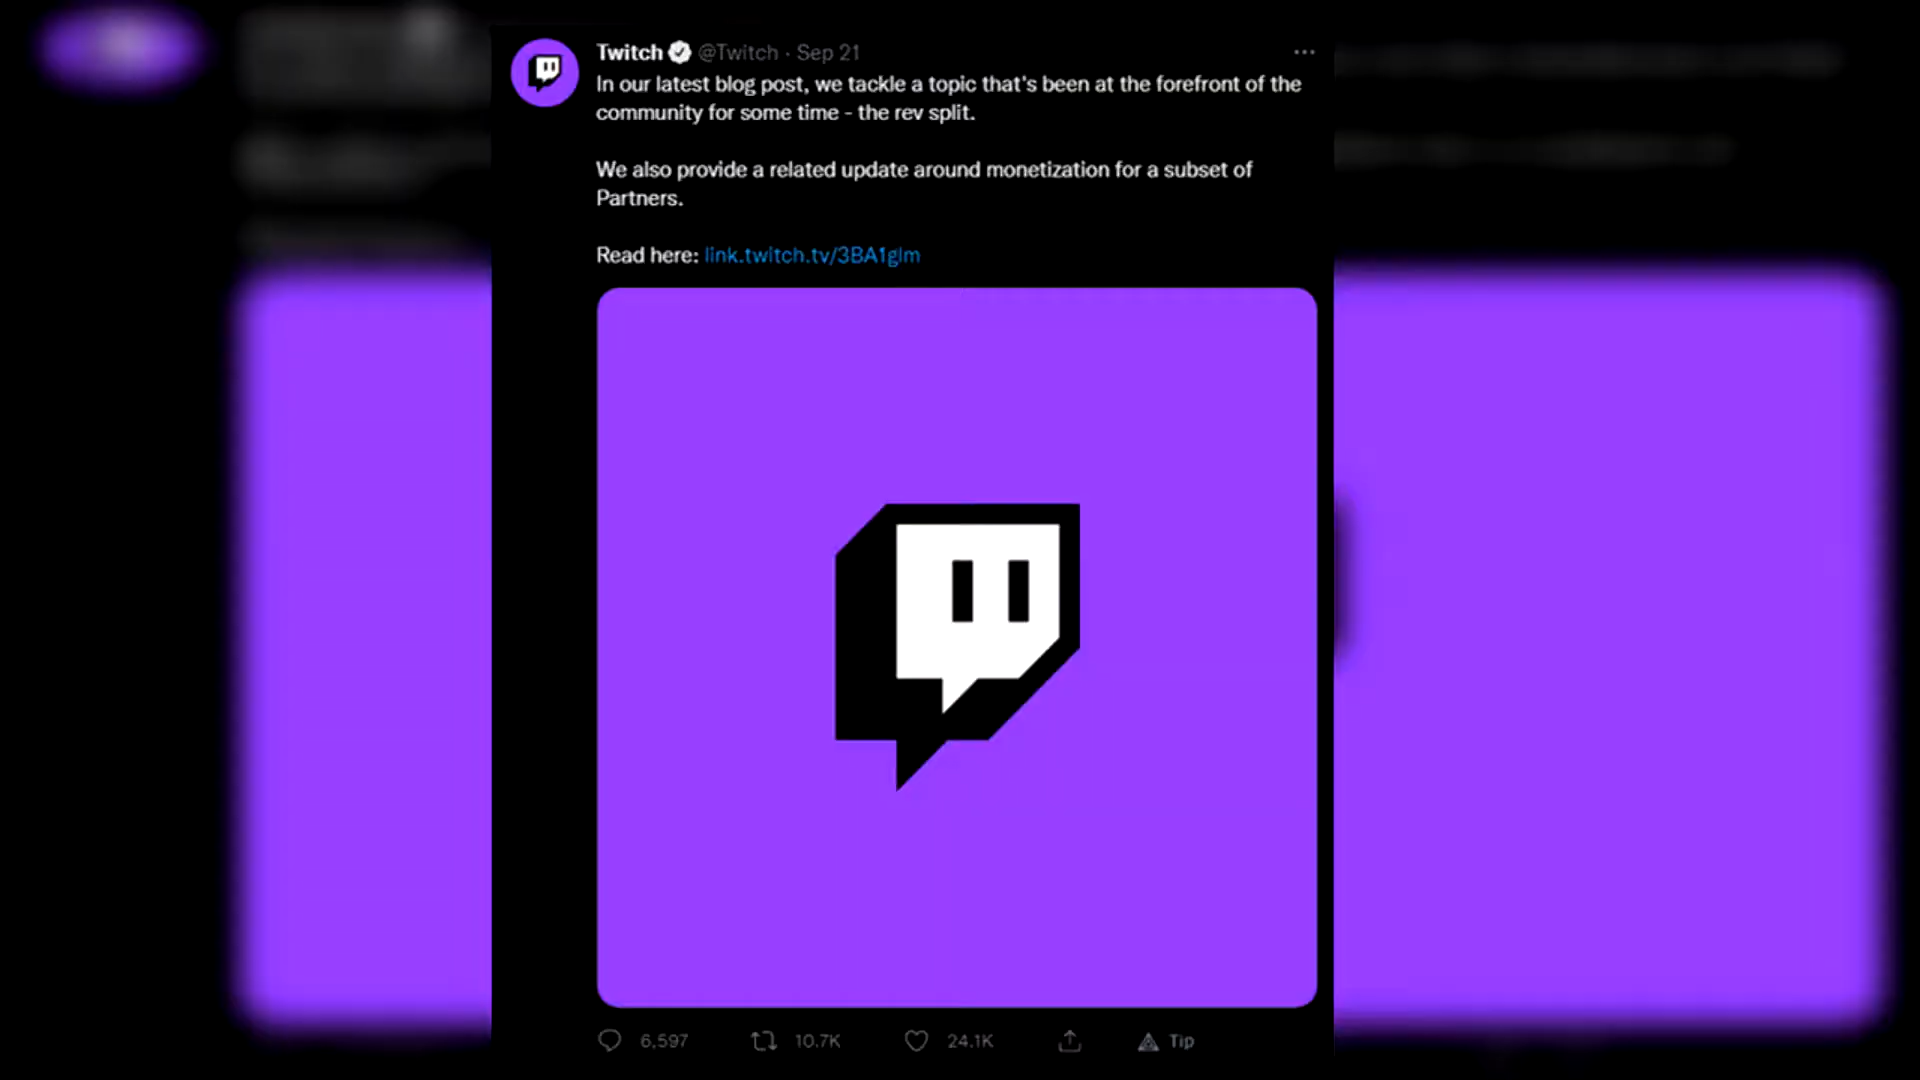 Twitch @Twitch · Sep 21
In our latest blog post, we tackle a topic that's been at the forefront of the
community for some time - the rev split.
We also provide a related update around monetization for a subset of
Partners.
Read here: link.twitch.tv/3BA1glm
6,597 10.7K 24.1K Tip